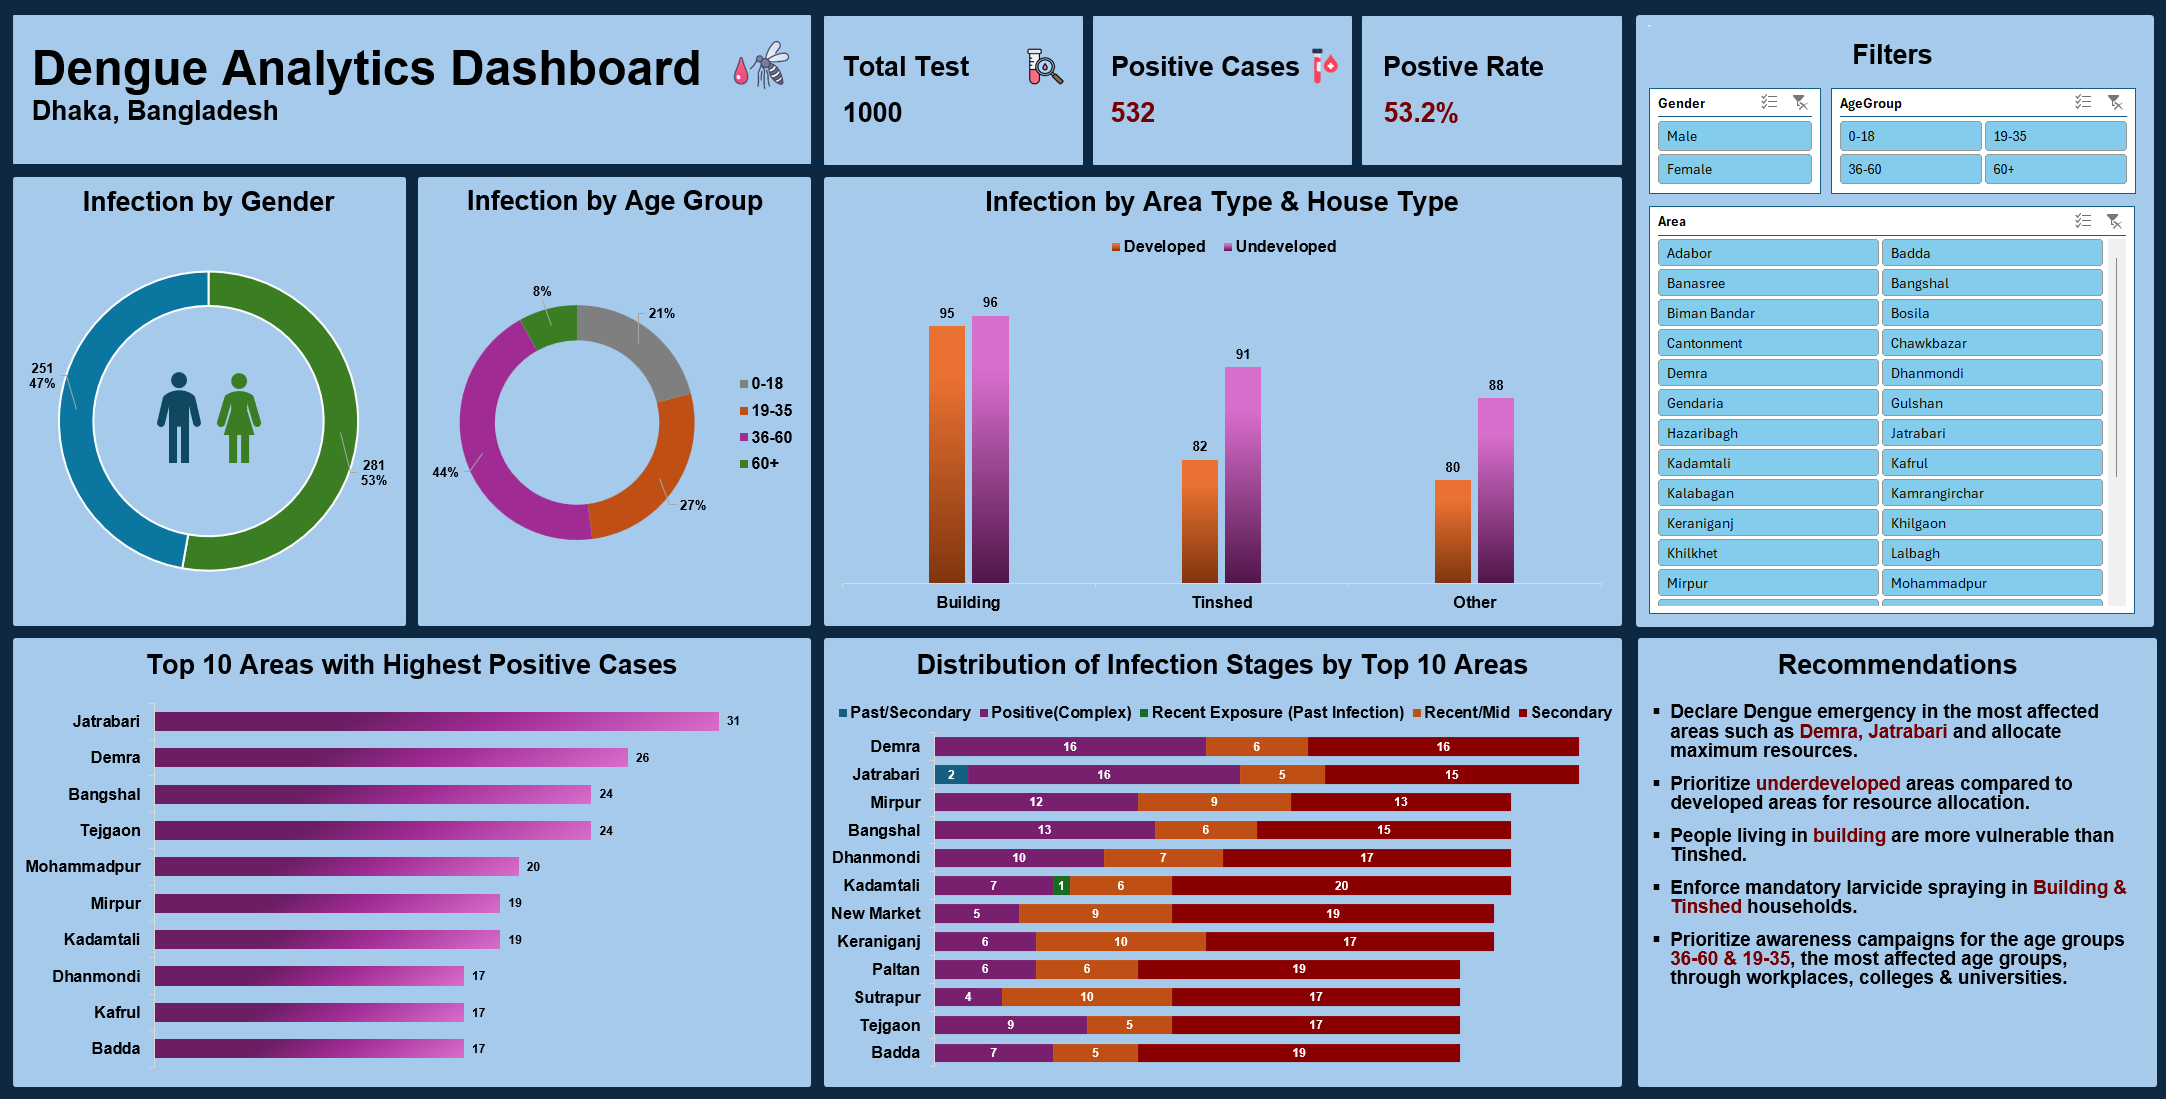 Dengue Analytics Dashboard
Dhaka, Bangladesh
Total Test
1000
Positive Cases
532
Postive Rate
53.2%
Filters
Gender
Male
Female
AgeGroup
0-18
19-35
36-60
60+
Area
Adabor
Badda
Banasree
Bangshal
Biman Bandar
Bosila
Cantonment
Chawkbazar
Demra
Dhanmondi
Gendaria
Gulshan
Hazaribagh
Jatrabari
Kadamtali
Kafrul
Kalabagan
Kamrangirchar
Keraniganj
Khilgaon
Khilkhet
Lalbagh
Mirpur
Mohammadpur
Infection by Gender
251
47%
281
53%
Infection by Age Group
8%
21%
44%
27%
0-18
19-35
36-60
60+
Infection by Area Type & House Type
Developed
Undeveloped
95
96
82
91
80
88
Building
Tinshed
Other
Top 10 Areas with Highest Positive Cases
Jatrabari 31
Demra 26
Bangshal 24
Tejgaon 24
Mohammadpur 20
Mirpur 19
Kadamtali 19
Dhanmondi 17
Kafrul 17
Badda 17
Distribution of Infection Stages by Top 10 Areas
Past/Secondary Positive(Complex) Recent Exposure (Past Infection) Recent/Mid Secondary
Demra 16 6 16
Jatrabari 2 16 5 15
Mirpur 12 9 13
Bangshal 13 6 15
Dhanmondi 10 7 17
Kadamtali 7 1 6 20
New Market 5 9 19
Keraniganj 6 10 17
Paltan 6 6 19
Sutrapur 4 10 17
Tejgaon 9 5 17
Badda 7 5 19
Recommendations
▪ Declare Dengue emergency in the most affected
areas such as Demra, Jatrabari and allocate
maximum resources.
▪ Prioritize underdeveloped areas compared to
developed areas for resource allocation.
▪ People living in building are more vulnerable than
Tinshed.
▪ Enforce mandatory larvicide spraying in Building &
Tinshed households.
▪ Prioritize awareness campaigns for the age groups
36-60 & 19-35, the most affected age groups,
through workplaces, colleges & universities.